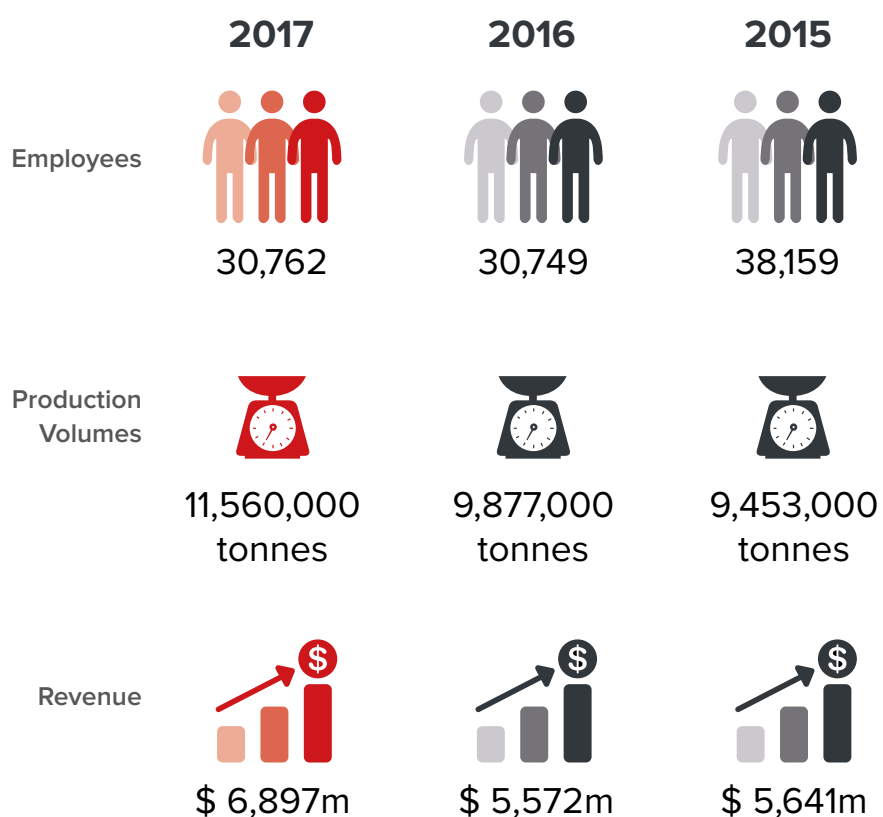 2017 2016 2015
Employees
30,762 30,749 38,159
Production
Volumes
11,560,000 9,877,000 9,453,000
tonnes tonnes tonnes
$ $ $
Revenue
$ 6,897m $ 5,572m $ 5,641m